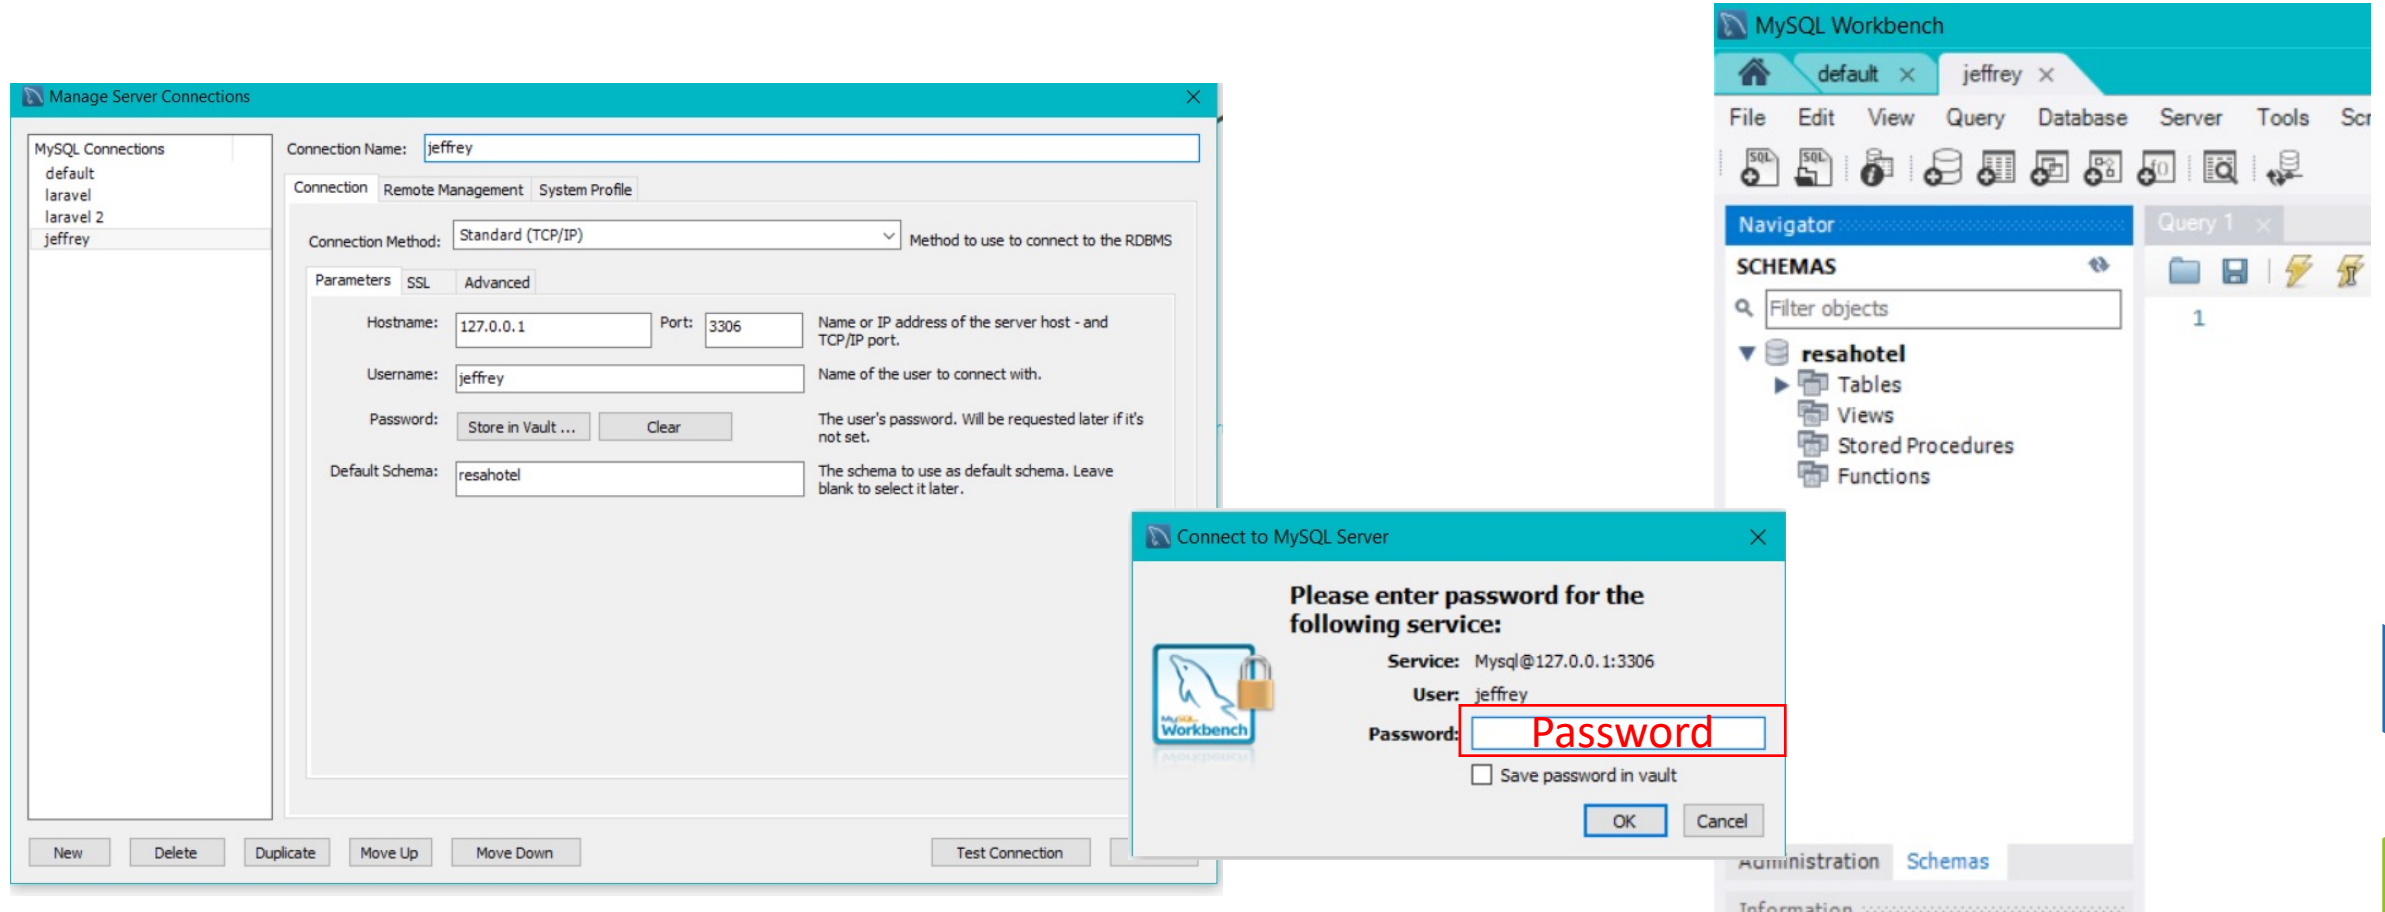 Manage Server Connections
MySQL Connections
default
laravel
laravel 2
jeffrey
Connection Name: jeffrey
Connection Remote Management System Profile
Connection Method: Standard (TCP/IP) Method to use to connect to the RDBMS
Parameters SSL Advanced
Hostname: 127.0.0.1 Port: 3306 Name or IP address of the server host - and
TCP/IP port.
Username: jeffrey Name of the user to connect with.
Password: Store in Vault ... Clear The user's password. Will be requested later if it's
not set.
Default Schema: resahotel The schema to use as default schema. Leave
blank to select it later.
New Delete Duplicate Move Up Move Down Test Connection
Connect to MySQL Server
Please enter password for the
following service:
Service: Mysql@127.0.0.1:3306
User: jeffrey
Password: Password
Save password in vault
OK Cancel
MySQL
Workbench
MySQL Workbench
default jeffrey
File Edit View Query Database Server Tools Scr
SQL SQL
Navigator Query 1
SCHEMAS
Filter objects
1
resahotel
Tables
Views
Stored Procedures
Functions
Administration Schemas
Information